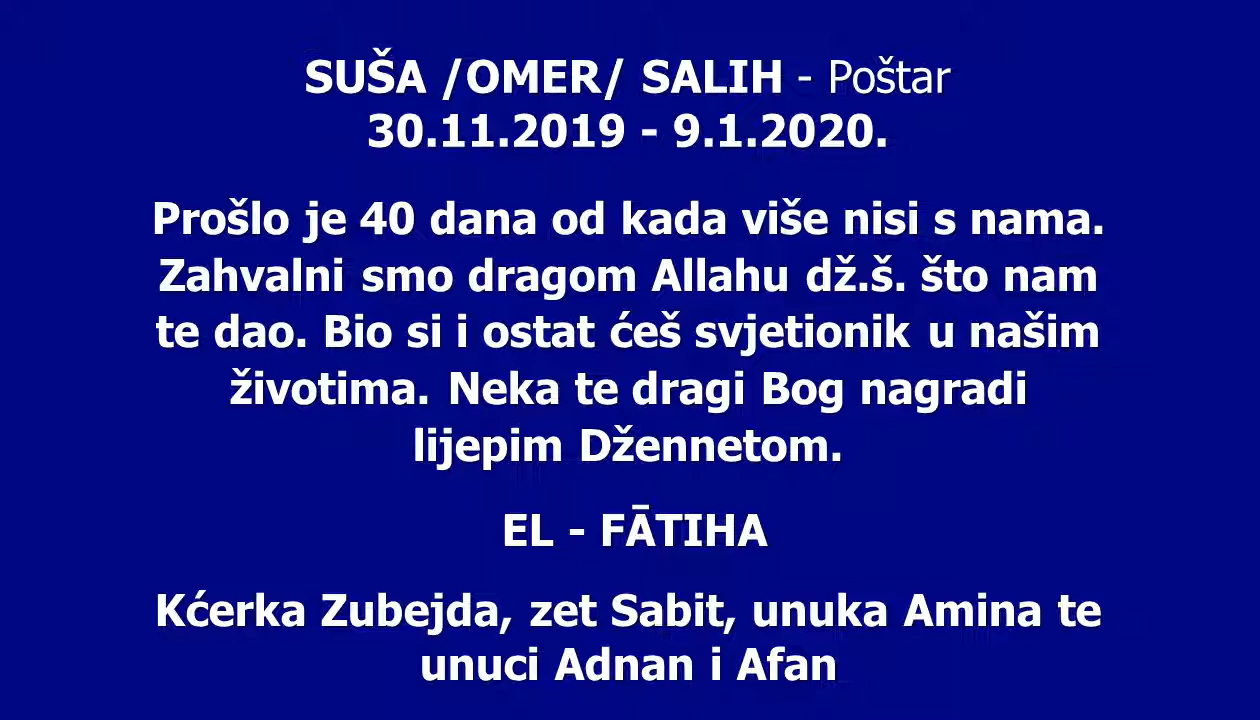 SUŠA /OMER/ SALIH - Poštar
30.11.2019 - 9.1.2020.
Prošlo je 40 dana od kada više nisi s nama.
Zahvalni smo dragom Allahu dž.š. što nam
te dao. Bio si i ostat ćeš svjetionik u našim
životima. Neka te dragi Bog nagradi
lijepim Džennetom.
EL - FĀTIHA
Kćerka Zubejda, zet Sabit, unuka Amina te
unuci Adnan i Afan